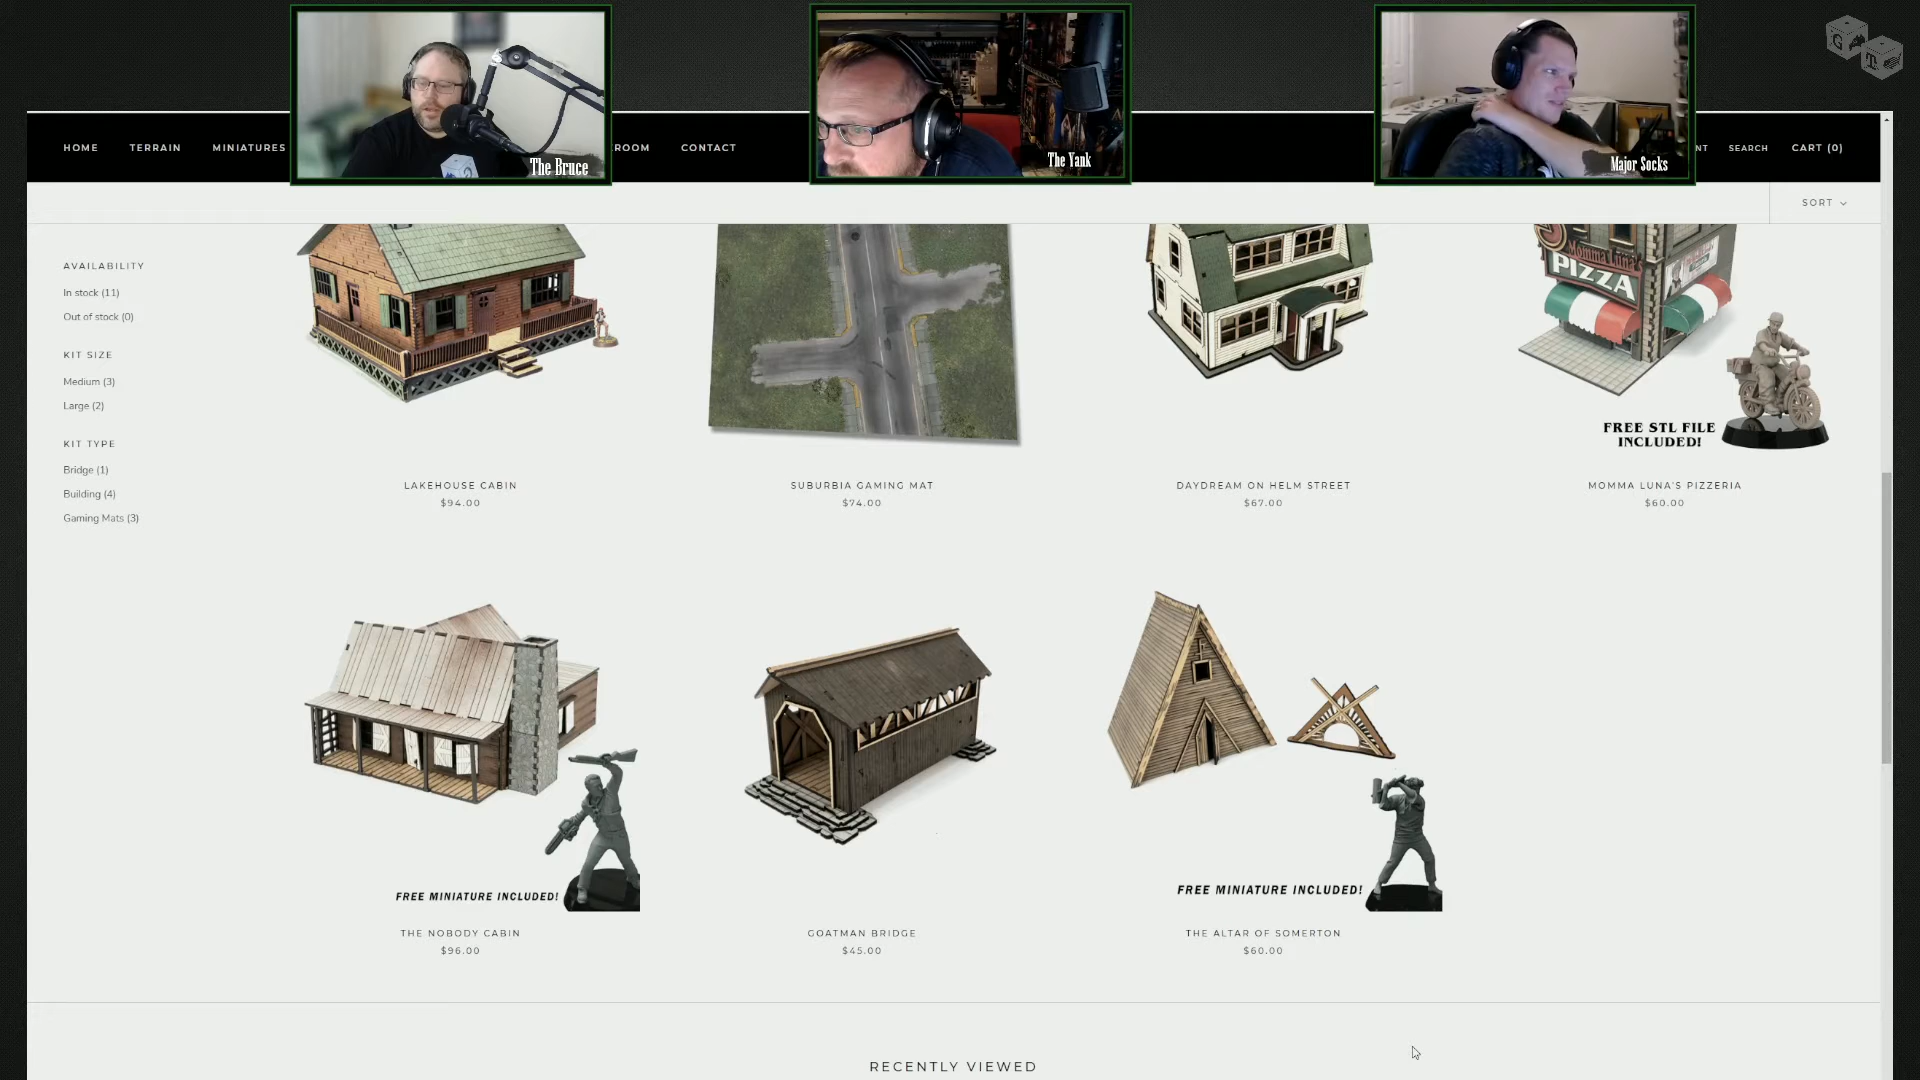 The Bruce
The Yank
Major Socks
G
T
HOME
TERRAIN
MINIATURES
ROOM
CONTACT
NT
SEARCH
CART (0)
SORT
AVAILABILITY
In stock (11)
Out of stock (0)
KIT SIZE
Medium (3)
Large (2)
KIT TYPE
Bridge (1)
Building (4)
Gaming Mats (3)
Momma Luna's
PIZZA
FREE STL FILE
INCLUDED!
LAKEHOUSE CABIN
$94.00
SUBURBIA GAMING MAT
$74.00
DAYDREAM ON HELM STREET
$67.00
MOMMA LUNA'S PIZZERIA
$60.00
FREE MINIATURE INCLUDED!
FREE MINIATURE INCLUDED!
THE NOBODY CABIN
$96.00
GOATMAN BRIDGE
$45.00
THE ALTAR OF SOMERTON
$60.00
RECENTLY VIEWED